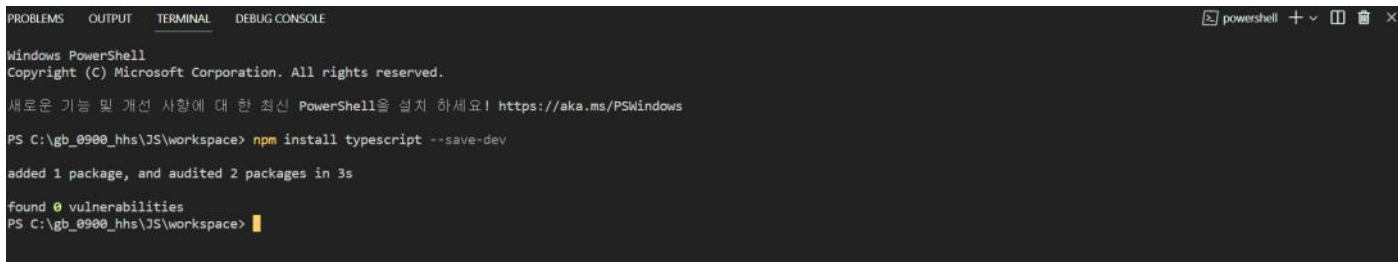 PROBLEMS OUTPUT TERMINAL DEBUG CONSOLE powershell
Windows PowerShell
Copyright (C) Microsoft Corporation. All rights reserved.
새로운 기능 및 개선 사항에 대 한 최신 PowerShell을 설치 하세요! https://aka.ms/PSWindows
PS C:\gb_0900_hhs\JS\workspace> npm install typescript --save-dev
added 1 package, and audited 2 packages in 3s
found 0 vulnerabilities
PS C:\gb_0900_hhs\JS\workspace>